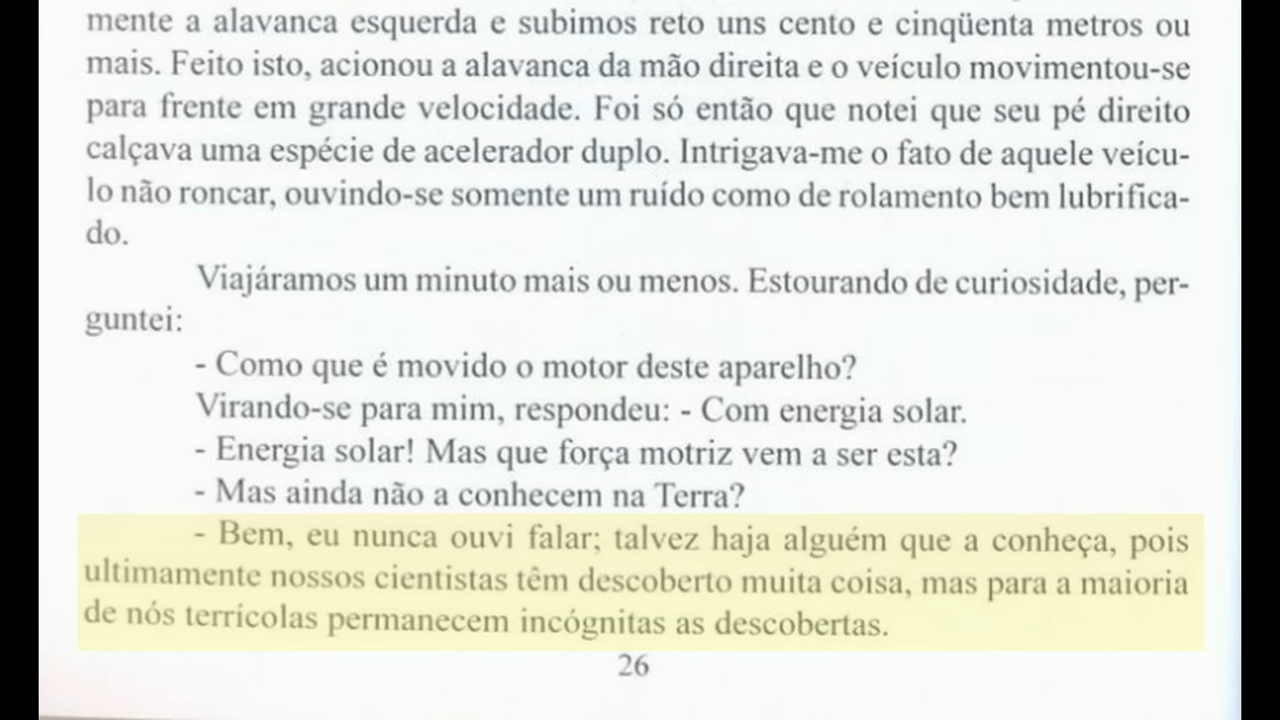 mente a alavanca esquerda e subimos reto uns cento e cinqüenta metros ou
mais. Feito isto, acionou a alavanca da mão direita e o veículo movimentou-se
para frente em grande velocidade. Foi só então que notei que seu pé direito
calçava uma espécie de acelerador duplo. Intrigava-me o fato de aquele veícu-
lo não roncar, ouvindo-se somente um ruído como de rolamento bem lubrifica-
do.
Viajáramos um minuto mais ou menos. Estourando de curiosidade, per-
guntei:
- Como que é movido o motor deste aparelho?
Virando-se para mim, respondeu: - Com energia solar.
- Energia solar! Mas que força motriz vem a ser esta?
- Mas ainda não a conhecem na Terra?
- Bem, eu nunca ouvi falar; talvez haja alguém que a conheça, pois
ultimamente nossos cientistas têm descoberto muita coisa, mas para a maioria
de nós terrícolas permanecem incógnitas as descobertas.
26